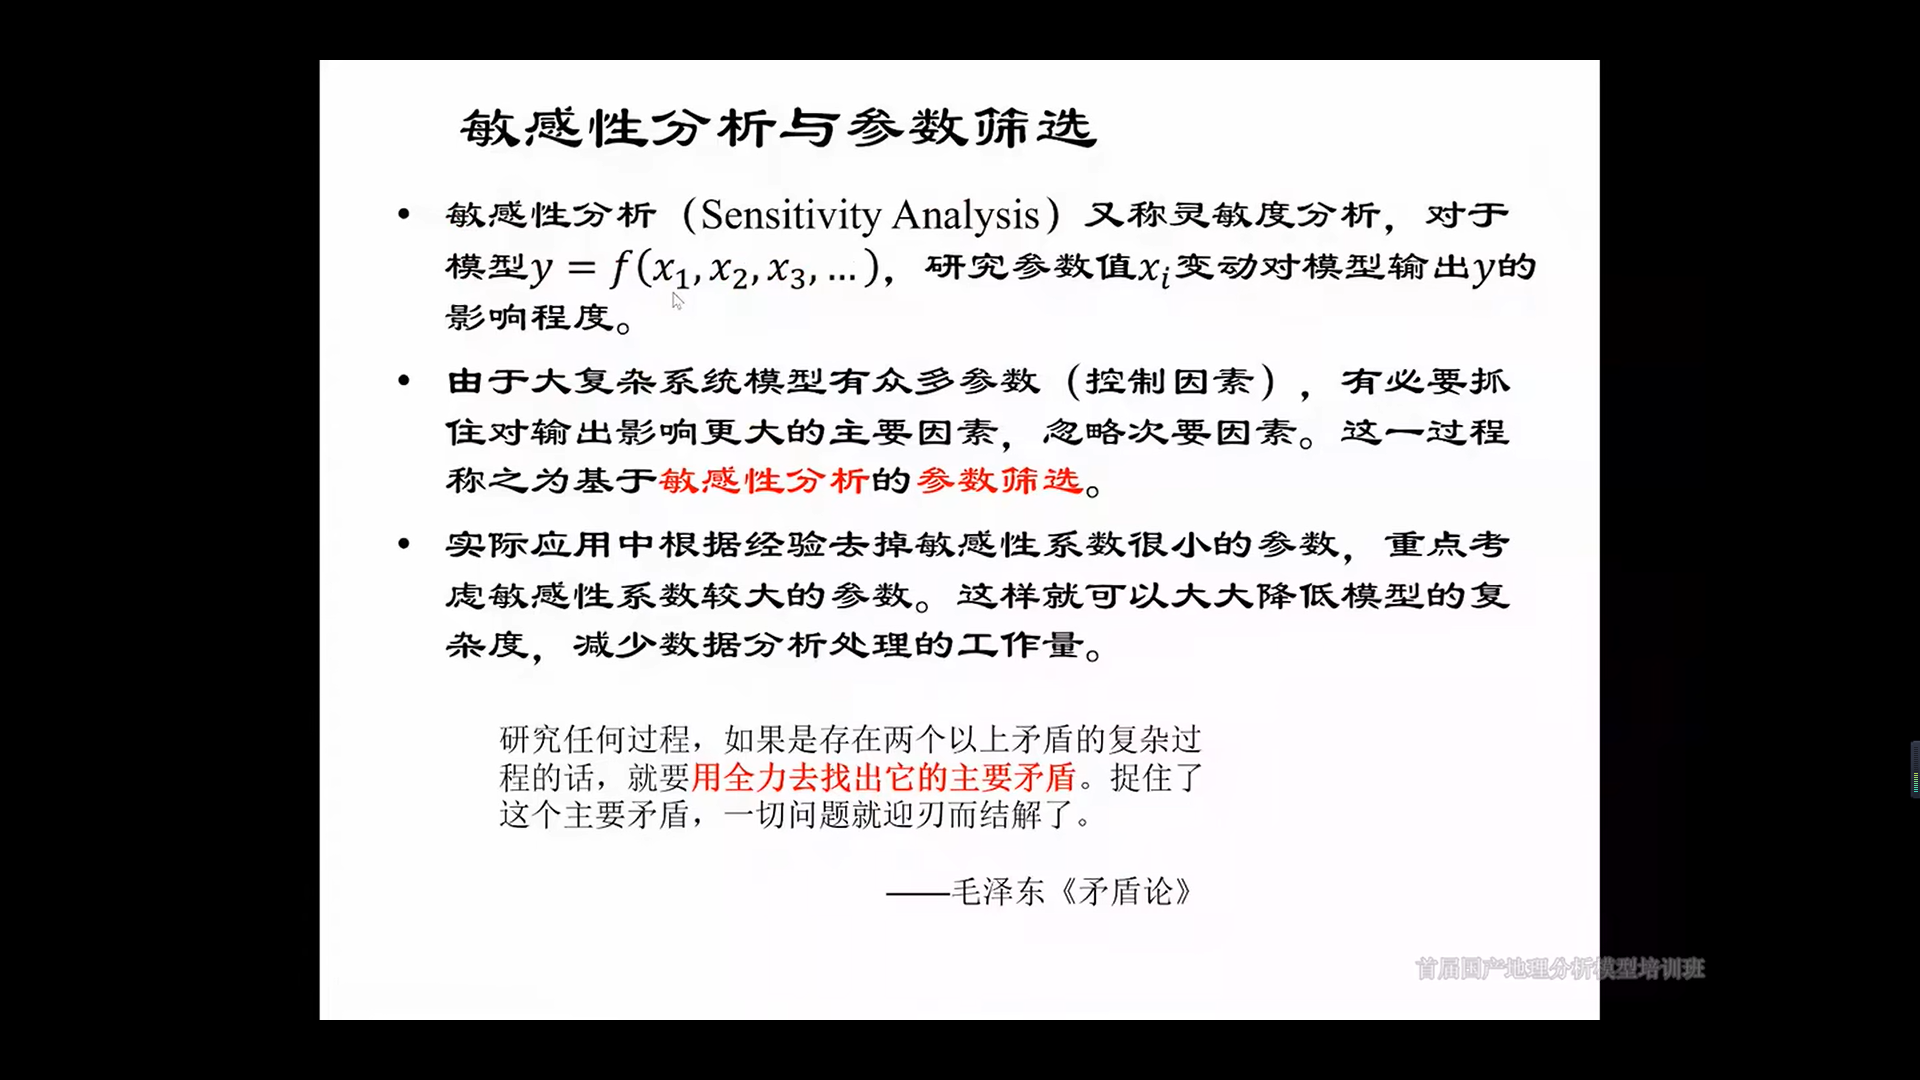 敏感性分析与参数筛选
• 敏感性分析（Sensitivity Analysis）又称灵敏度分析，对于
模型y = f(x₁, x₂, x₃, … )，研究参数值xᵢ变动对模型输出y的
影响程度。
• 由于大复杂系统模型有众多参数（控制因素），有必要抓
住对输出影响更大的主要因素，忽略次要因素。这一过程
称之为基于敏感性分析的参数筛选。
• 实际应用中根据经验去掉敏感性系数很小的参数，重点考
虑敏感性系数较大的参数。这样就可以大大降低模型的复
杂度，减少数据分析处理的工作量。
研究任何过程，如果是存在两个以上矛盾的复杂过
程的话，就要用全力去找出它的主要矛盾。捉住了
这个主要矛盾，一切问题就迎刃而结解了。
——毛泽东《矛盾论》
首届国产地理分析模型培训班